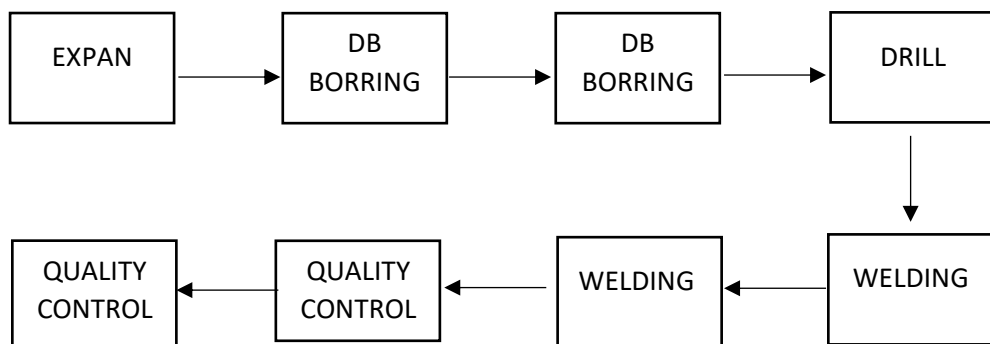 EXPAN
DB
BORRING
DB
BORRING
DRILL
WELDING
WELDING
QUALITY
CONTROL
QUALITY
CONTROL